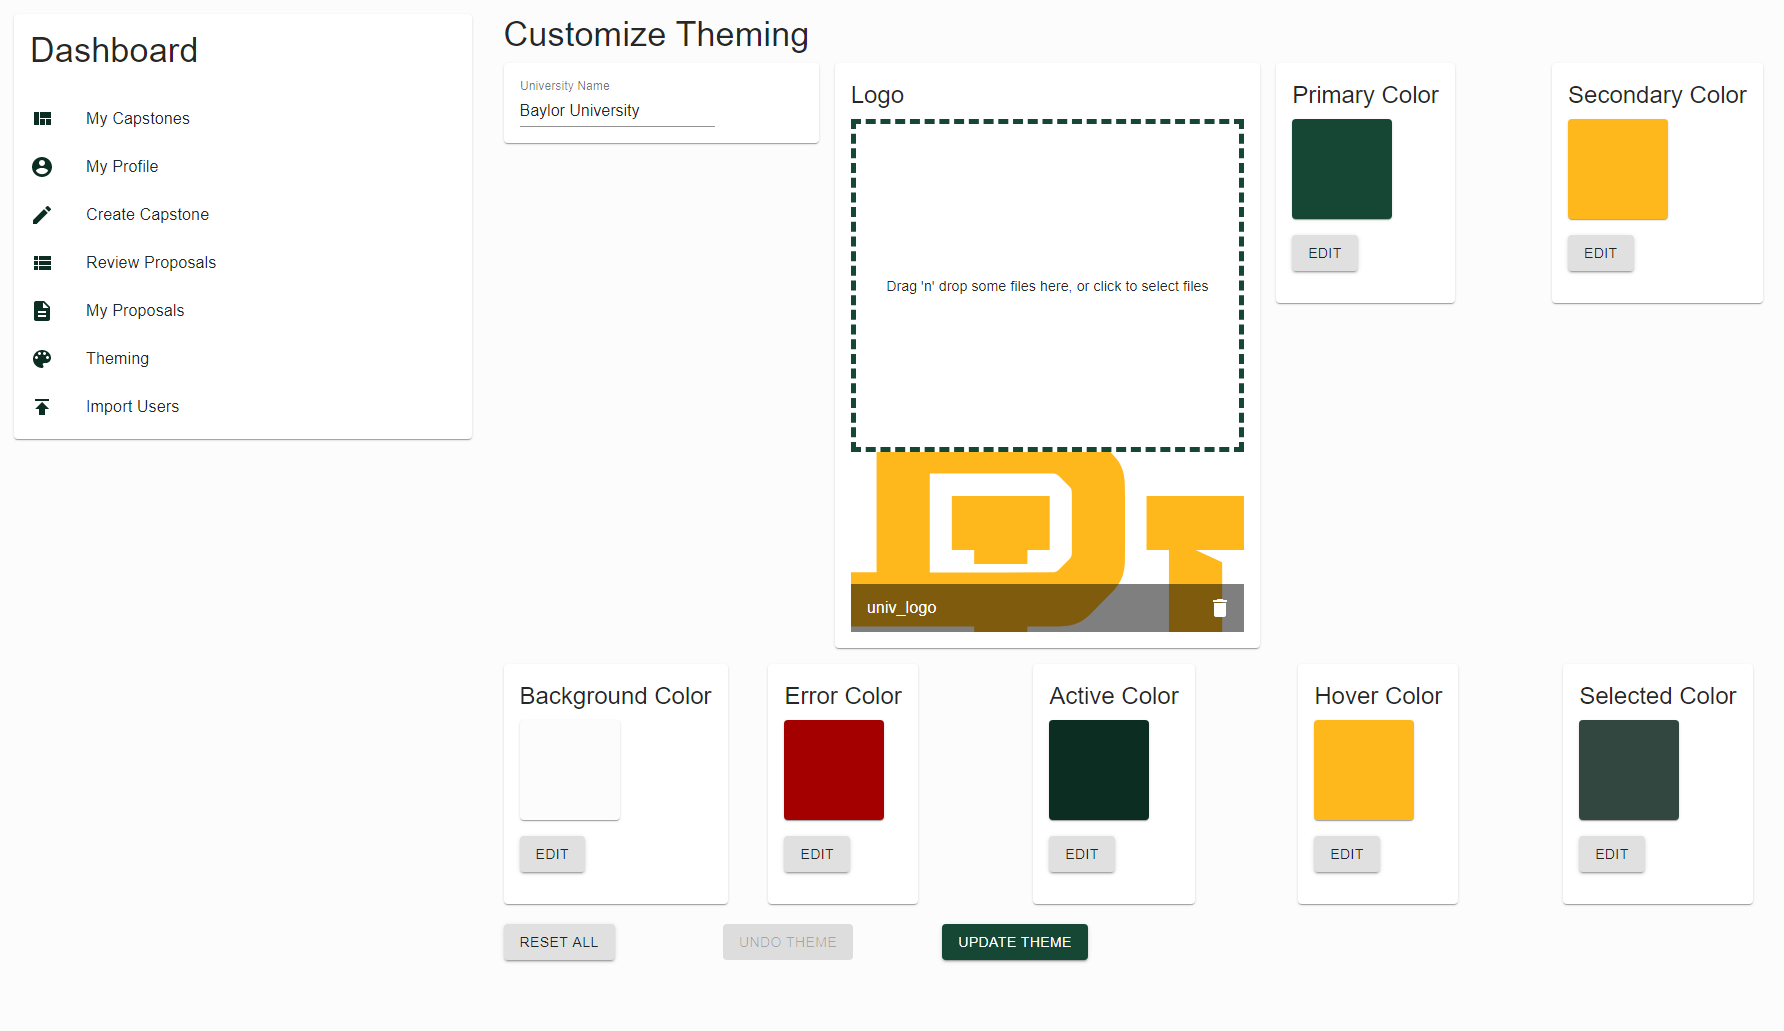 Dashboard
My Capstones
My Profile
Create Capstone
Review Proposals
My Proposals
Theming
Import Users
Customize Theming
University Name
Baylor University
Logo
Drag 'n' drop some files here, or click to select files
univ_logo
Primary Color
EDIT
Secondary Color
EDIT
Background Color
EDIT
Error Color
EDIT
Active Color
EDIT
Hover Color
EDIT
Selected Color
EDIT
RESET ALL
UNDO THEME
UPDATE THEME